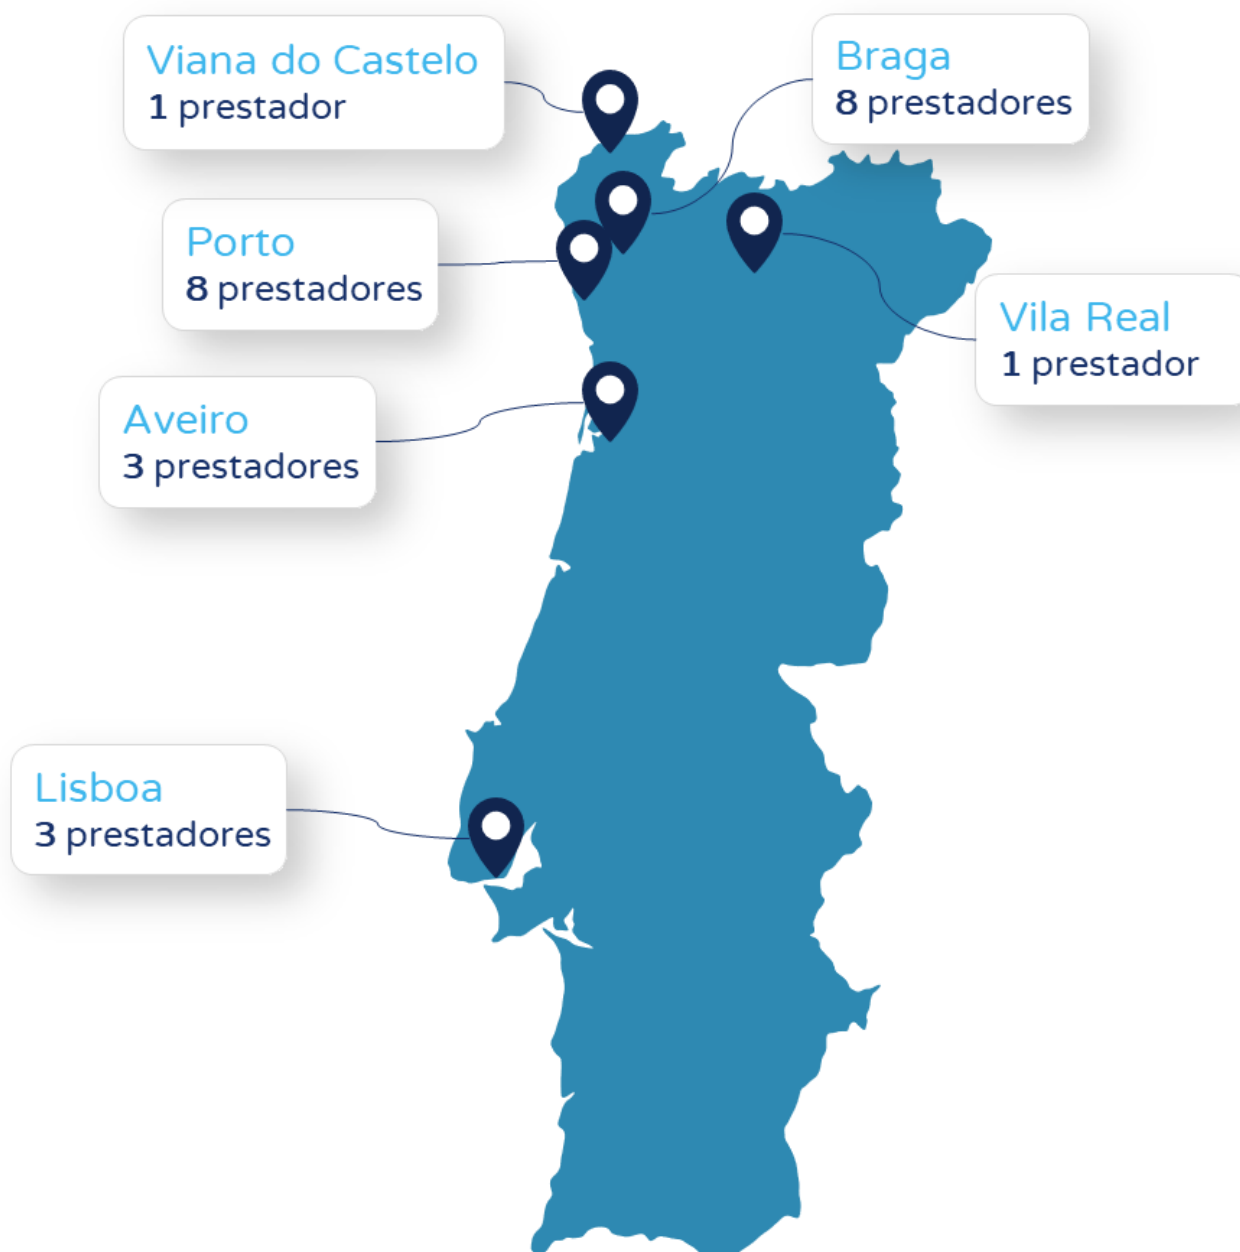 Viana do Castelo
1 prestador
Braga
8 prestadores
Porto
8 prestadores
Vila Real
1 prestador
Aveiro
3 prestadores
Lisboa
3 prestadores